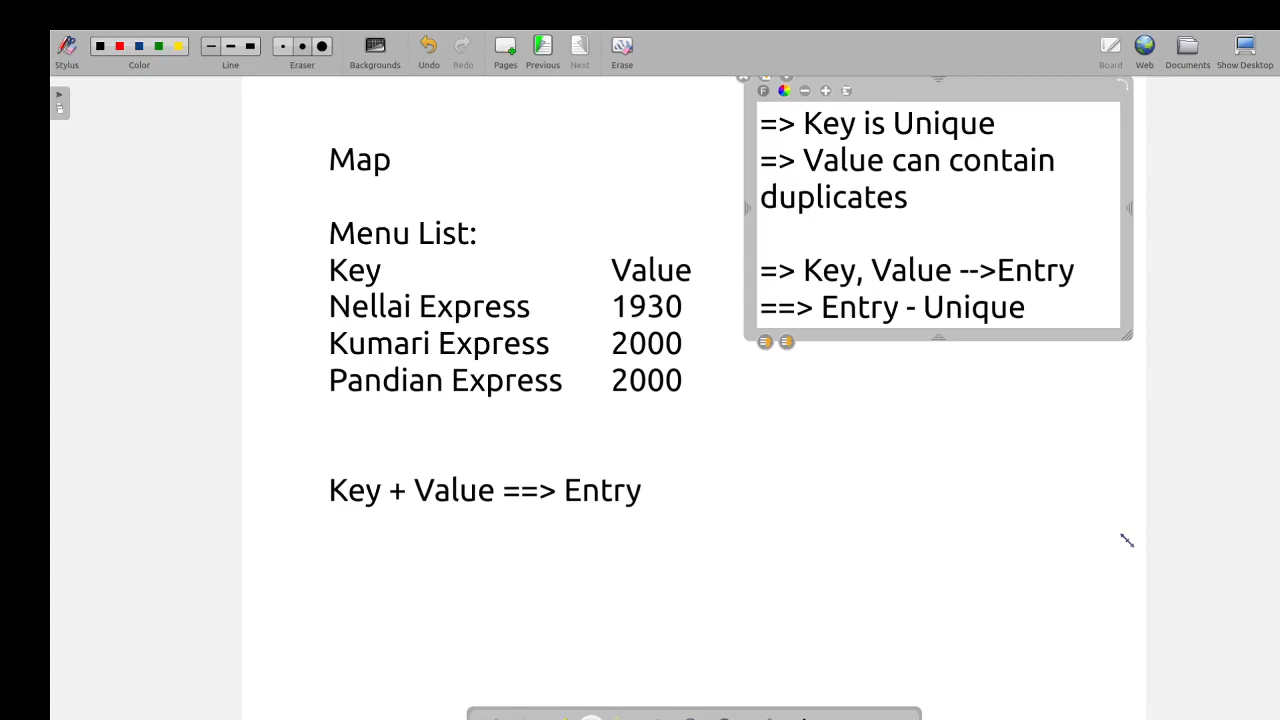 Stylus
Color
Line
Eraser
Backgrounds
Undo
Redo
Pages
Previous
Next
Erase
Board
Web
Documents
Show Desktop
Map
Menu List:
Key Value
Nellai Express 1930
Kumari Express 2000
Pandian Express 2000
Key + Value ==> Entry
F
=> Key is Unique
=> Value can contain
duplicates
=> Key, Value -->Entry
==> Entry - Unique